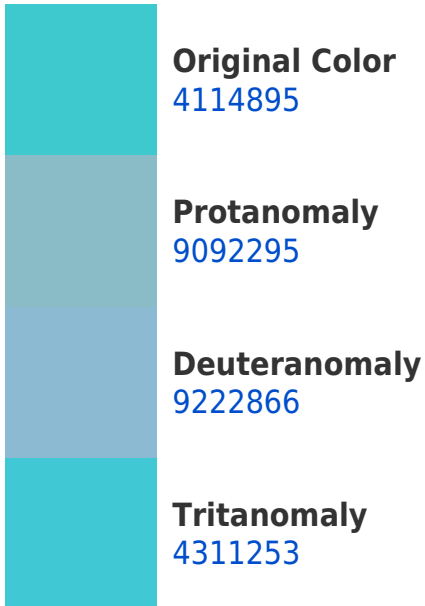 Original Color
4114895
Protanomaly
9092295
Deuteranomaly
9222866
Tritanomaly
4311253